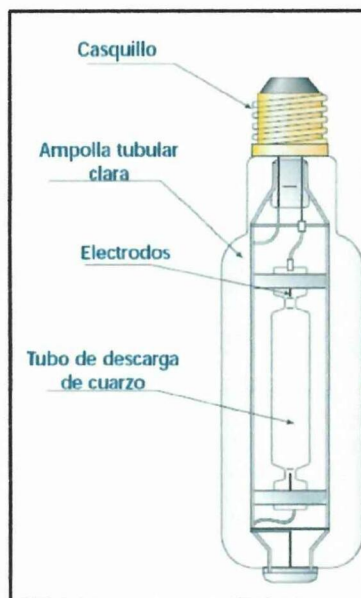 Casquillo
Ampolla tubular
clara
Electrodos
Tubo de descarga
de cuarzo